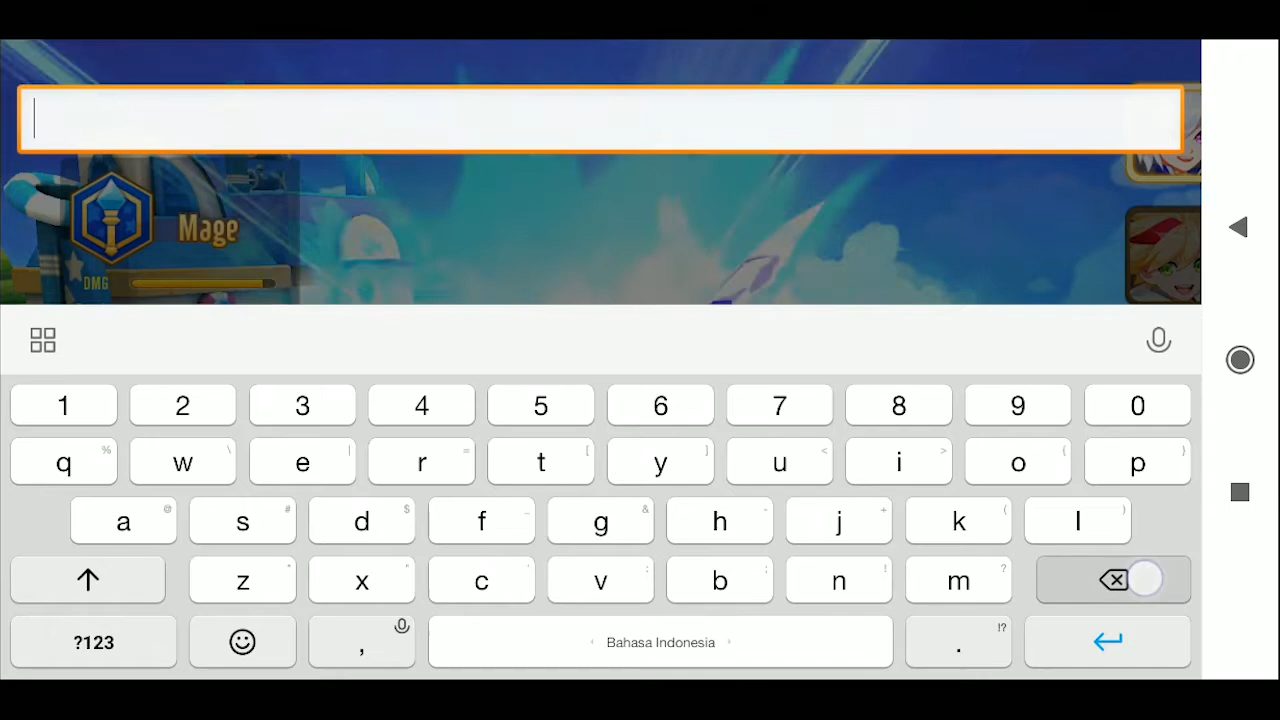 Mage
DMG
1 2 3 4 5 6 7 8 9 0
q % w \ e | r = t [ y ] u < i > o { p }
a @ s # d $ f _ g & h - j + k ( l )
z * x " c ' v : b ; n ! m ?
?123 , Bahasa Indonesia . !?